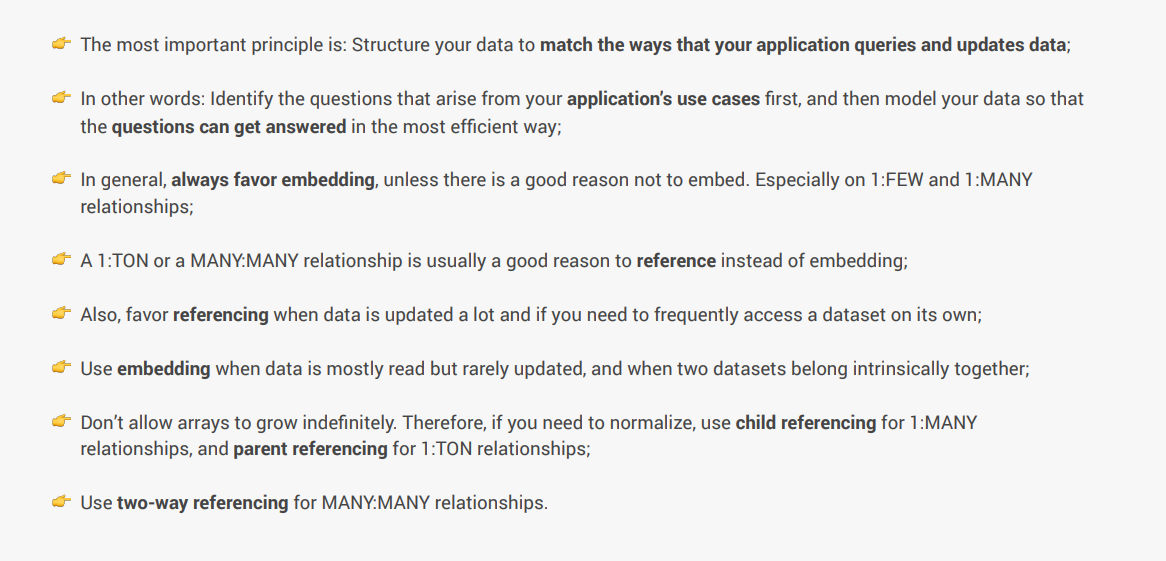 👉 The most important principle is: Structure your data to match the ways that your application queries and updates data;
👉 In other words: Identify the questions that arise from your application’s use cases first, and then model your data so that
the questions can get answered in the most efficient way;
👉 In general, always favor embedding, unless there is a good reason not to embed. Especially on 1:FEW and 1:MANY
relationships;
👉 A 1:TON or a MANY:MANY relationship is usually a good reason to reference instead of embedding;
👉 Also, favor referencing when data is updated a lot and if you need to frequently access a dataset on its own;
👉 Use embedding when data is mostly read but rarely updated, and when two datasets belong intrinsically together;
👉 Don’t allow arrays to grow indefinitely. Therefore, if you need to normalize, use child referencing for 1:MANY
relationships, and parent referencing for 1:TON relationships;
👉 Use two-way referencing for MANY:MANY relationships.